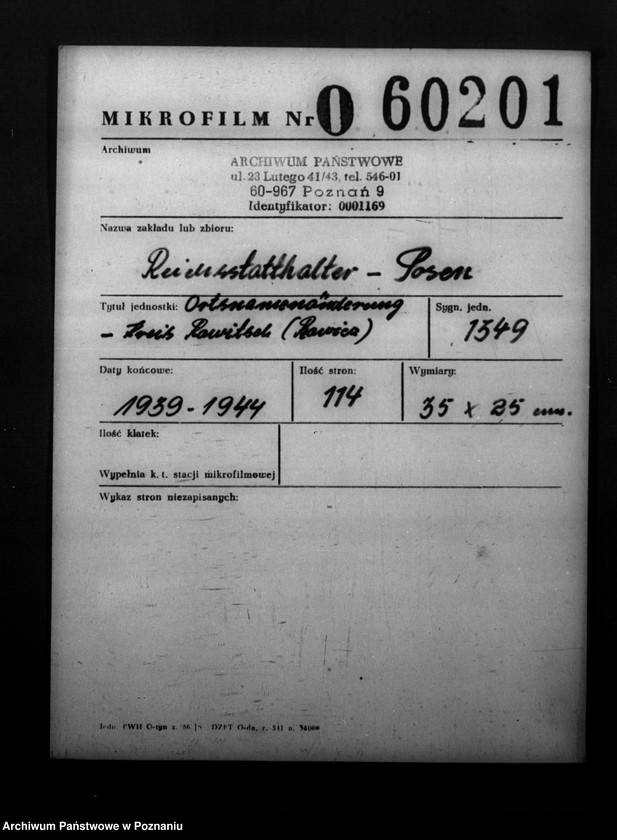 MIKROFILM Nr 0 60201
Archiwum
ARCHIWUM PAŃSTWOWE
ul. 23 Lutego 41/43, tel. 546-01
60-967 Poznań 9
Identyfikator: 0001169
Nazwa zakładu lub zbioru:
Reichsstatthalter - Posen
Tytuł jednostki: Ortsnamenänderung
- Kreis Rawitsch (Rawicz)
Sygn. jedn.
1349
Daty końcowe:
1939-1944
Ilość stron:
114
Wymiary:
35 x 25 cm.
Ilość klatek:
Wypełnia k. t. stacji mikrofilmowej
Wykaz stron niezapisanych:
DZPT
Archiwum Państwowe w Poznaniu